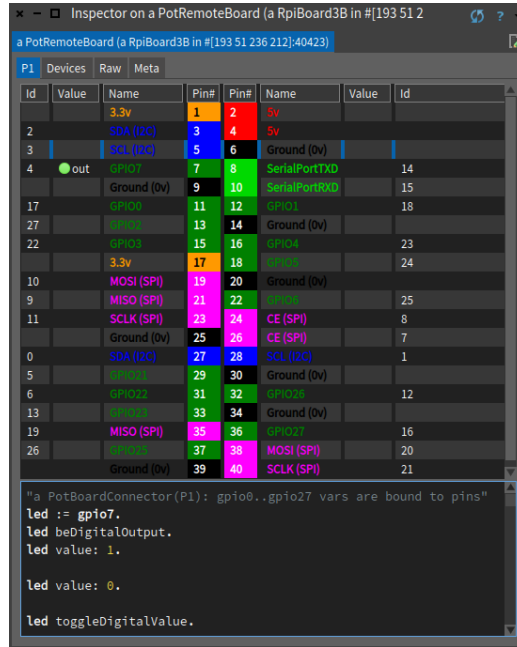 Inspector on a PotRemoteBoard (a RpiBoard3B in #[193 51 2
?
a PotRemoteBoard (a RpiBoard3B in #[193 51 236 212]:40423)
P1 Devices Raw Meta
Id Value Name Pin# Pin# Name Value Id
3.3v 1 2 5v
2 SDA (I2C) 3 4 5v
3 SCL (I2C) 5 6 Ground (0v)
4 out GPIO7 7 8 SerialPortTXD 14
Ground (0v) 9 10 SerialPortRXD 15
17 GPIO0 11 12 GPIO1 18
27 GPIO2 13 14 Ground (0v)
22 GPIO3 15 16 GPIO4 23
3.3v 17 18 GPIO5 24
10 MOSI (SPI) 19 20 Ground (0v)
9 MISO (SPI) 21 22 GPIO6 25
11 SCLK (SPI) 23 24 CE (SPI) 8
Ground (0v) 25 26 CE (SPI) 7
0 SDA (I2C) 27 28 SCL (I2C) 1
5 GPIO21 29 30 Ground (0v)
6 GPIO22 31 32 GPIO26 12
13 GPIO23 33 34 Ground (0v)
19 MISO (SPI) 35 36 GPIO27 16
26 GPIO25 37 38 MOSI (SPI) 20
Ground (0v) 39 40 SCLK (SPI) 21
"a PotBoardConnector(P1): gpio0..gpio27 vars are bound to pins"
led := gpio7.
led beDigitalOutput.
led value: 1.
led value: 0.
led toggleDigitalValue.